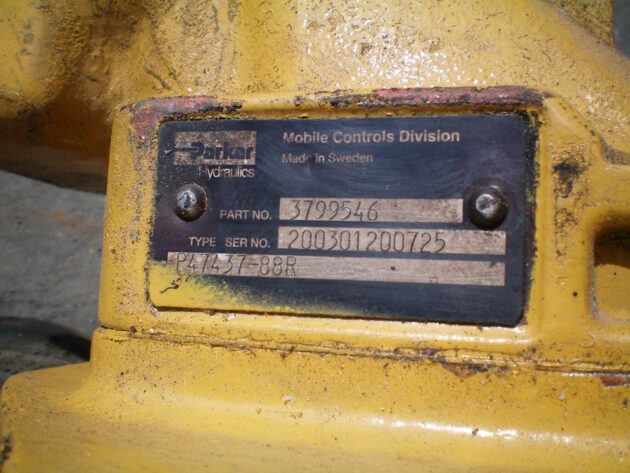 Parker
Hydraulics
Mobile Controls Division
Made in Sweden
PART NO. 3799546
TYPE SER NO. 200301200725
P47437-88R